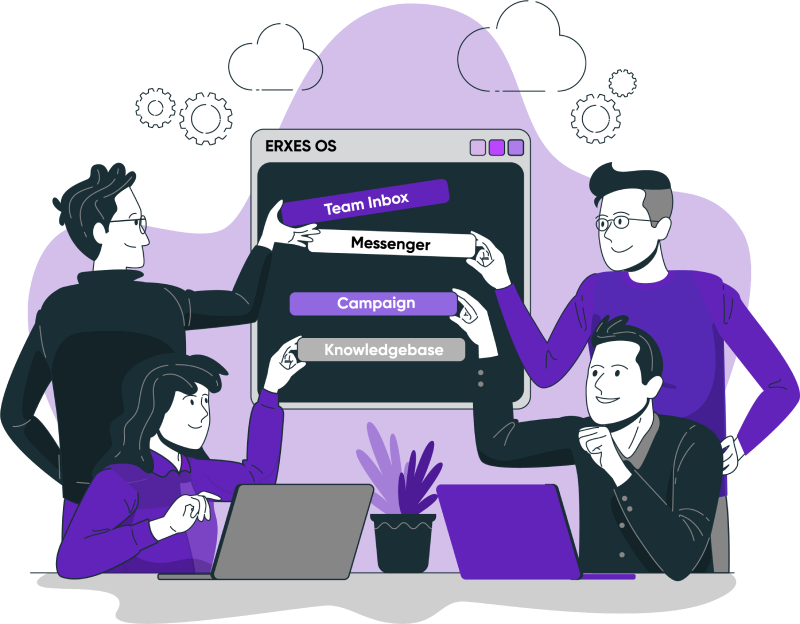 ERXES OS
Team Inbox
Messenger
Campaign
Knowledgebase